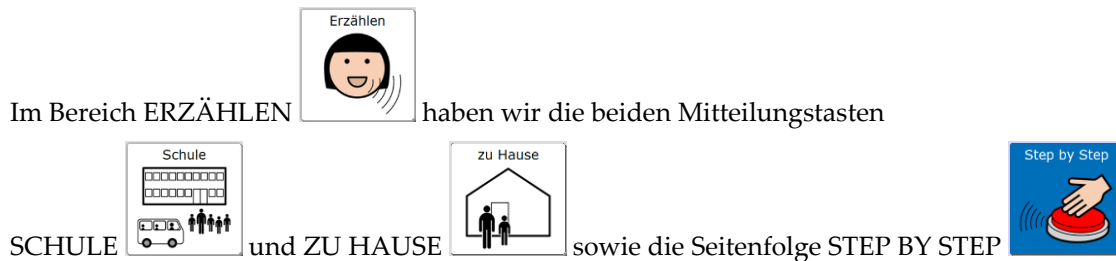 Erzählen
Im Bereich ERZÄHLEN haben wir die beiden Mitteilungstasten
Schule zu Hause Step by Step
SCHULE und ZU HAUSE sowie die Seitenfolge STEP BY STEP